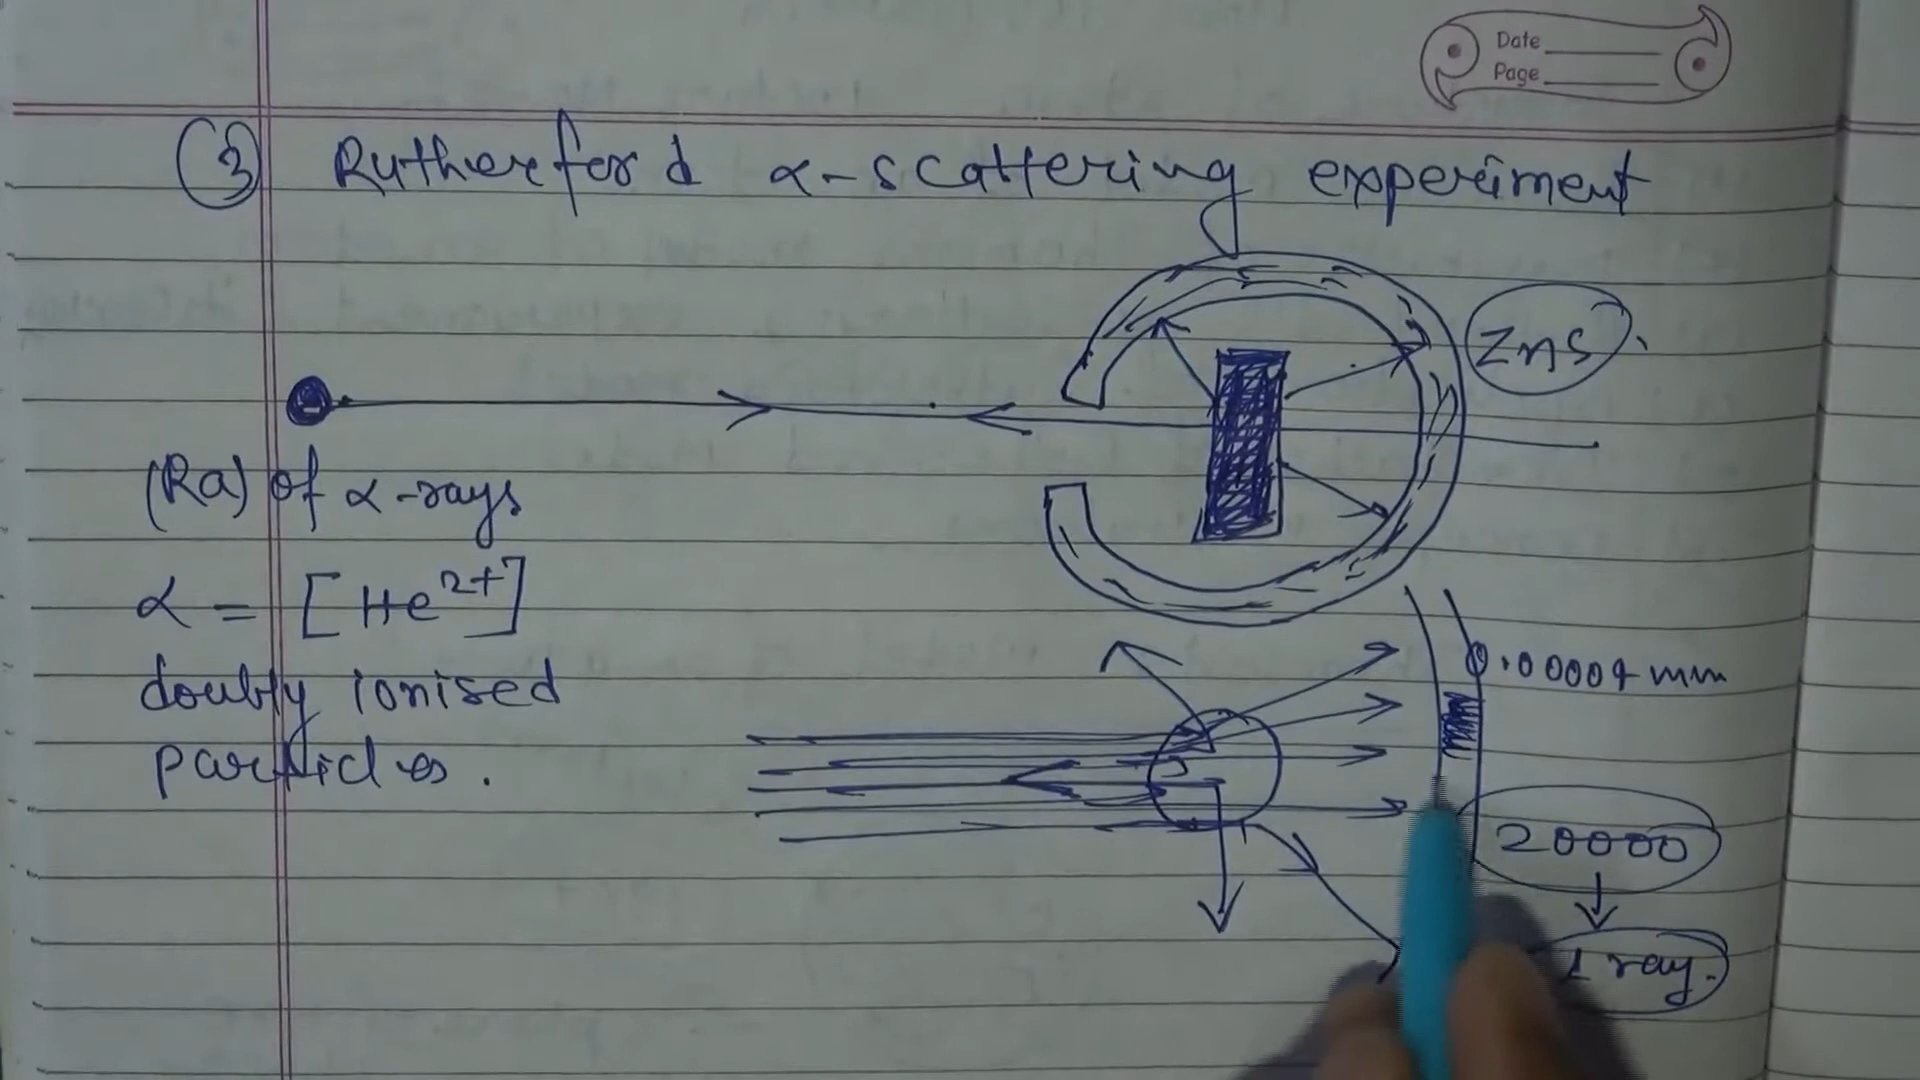 Date
Page
③ Rutherford α-scattering experiment
ZnS
(Ra) of α-rays
α = [He²⁺]
doubly ionised
particles.
0.00004 mm
20000
1 ray.